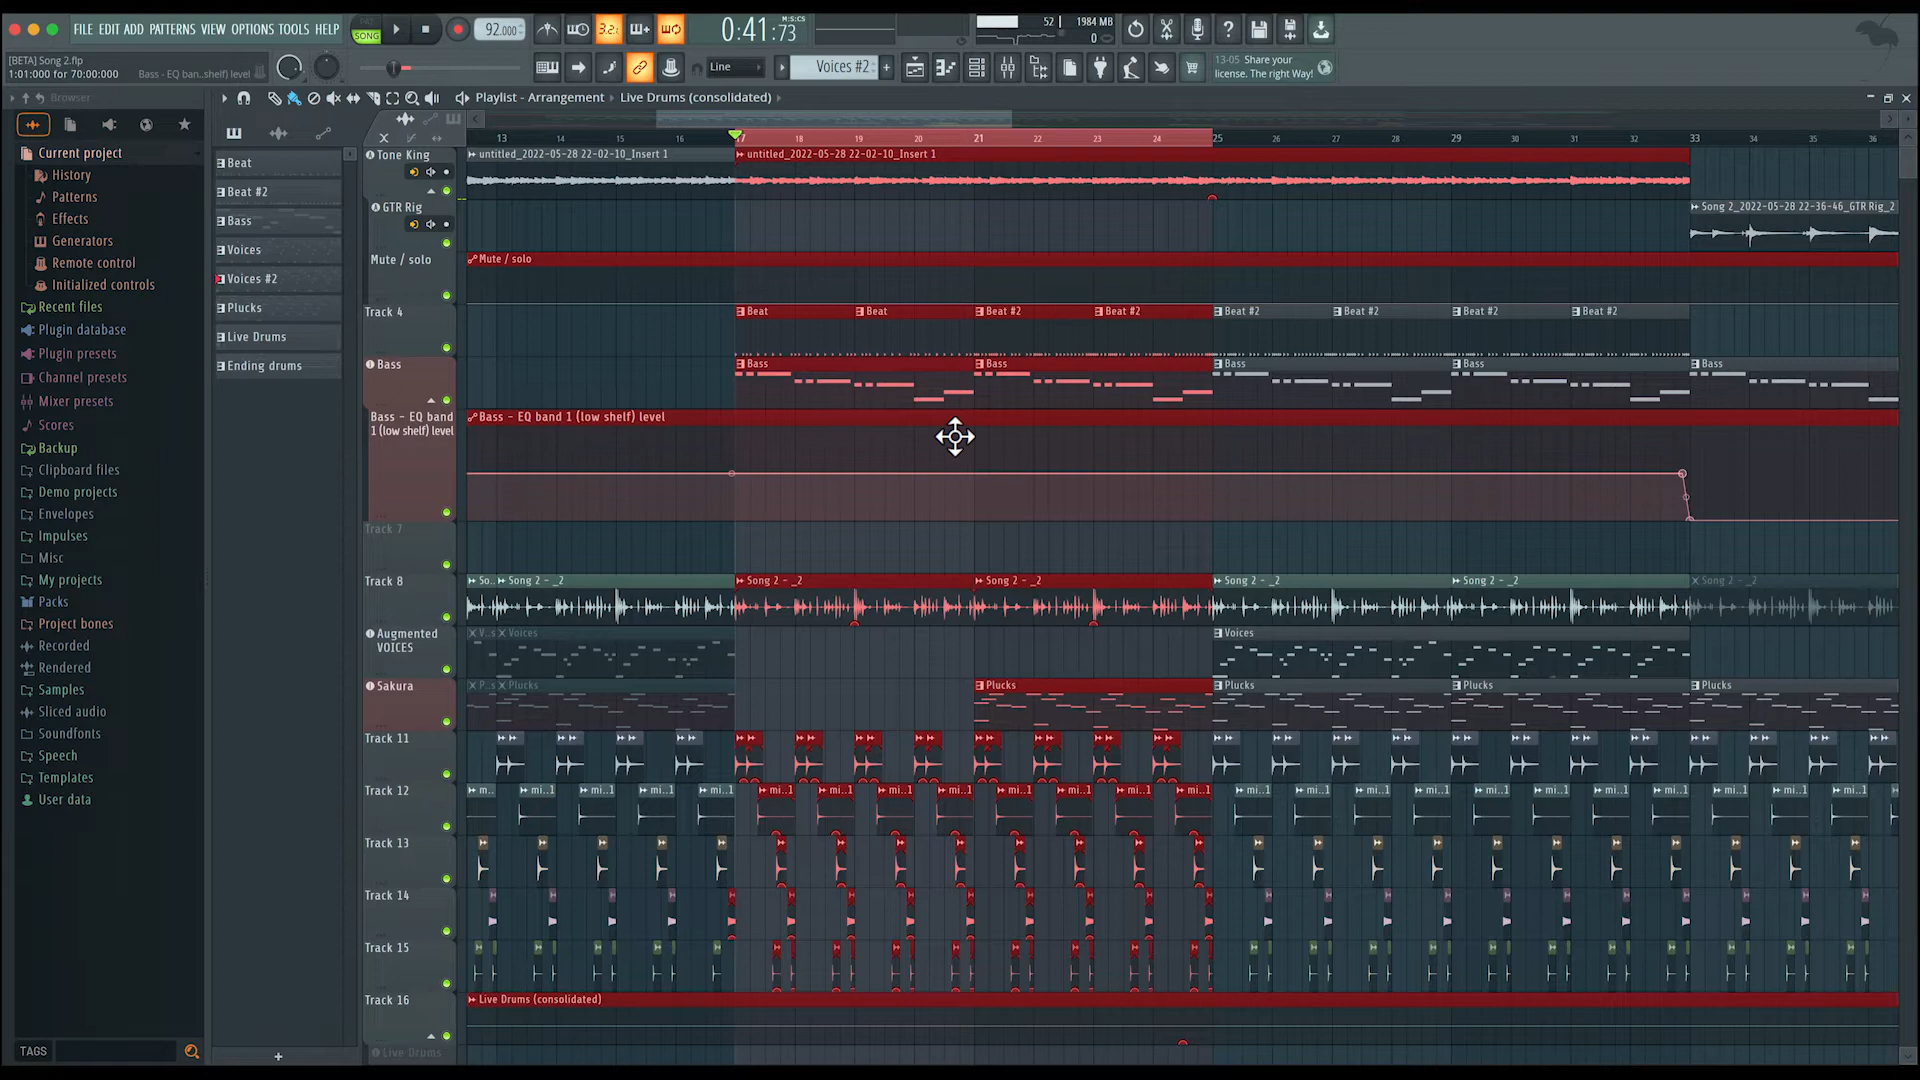 FILE EDIT ADD PATTERNS VIEW OPTIONS TOOLS HELP
PAT
SONG
92.000
3.2.
0:41:73
M:S:CS
52
1984 MB
0
[BETA] Song 2.flp
1:01:000 for 70:00:000
Bass - EQ ban..shelf) level
Line
Voices #2
13-05 Share your
license. The right Way!
Browser
Playlist - Arrangement
Live Drums (consolidated)
Current project
History
Patterns
Effects
Generators
Remote control
Initialized controls
Recent files
Plugin database
Plugin presets
Channel presets
Mixer presets
Scores
Backup
Clipboard files
Demo projects
Envelopes
Impulses
Misc
My projects
Packs
Project bones
Recorded
Rendered
Samples
Sliced audio
Soundfonts
Speech
Templates
User data
TAGS
Beat
Beat #2
Bass
Voices
Voices #2
Plucks
Live Drums
Ending drums
13 14 15 16 17 18 19 20 21 22 23 24 25 26 27 28 29 30 31 32 33 34 35 36
Tone King
untitled_2022-05-28 22-02-10_Insert 1
untitled_2022-05-28 22-02-10_Insert 1
GTR Rig
Song 2_2022-05-28 22-36-46_GTR Rig_2
Mute / solo
Mute / solo
Track 4
Beat Beat Beat #2 Beat #2 Beat #2 Beat #2 Beat #2 Beat #2
Bass
Bass Bass Bass Bass Bass
Bass - EQ band
1 (low shelf) level
Bass - EQ band 1 (low shelf) level
Track 7
Track 8
So.. Song 2 - _2 Song 2 - _2 Song 2 - _2 Song 2 - _2 Song 2 - _2 Song 2 - _2
Augmented
VOICES
V..s Voices Voices
Sakura
P..s Plucks Plucks Plucks Plucks Plucks
Track 11
Track 12
m.. mi..1 mi..1 mi..1 mi..1 mi..1 mi..1 mi..1 mi..1 mi..1 mi..1 mi..1 mi..1 mi..1 mi..1 mi..1 mi..1 mi..1 mi..1 mi..1 mi..1 mi..1 mi..1 mi..1
Track 13
Track 14
Track 15
Track 16
Live Drums (consolidated)
Live Drums